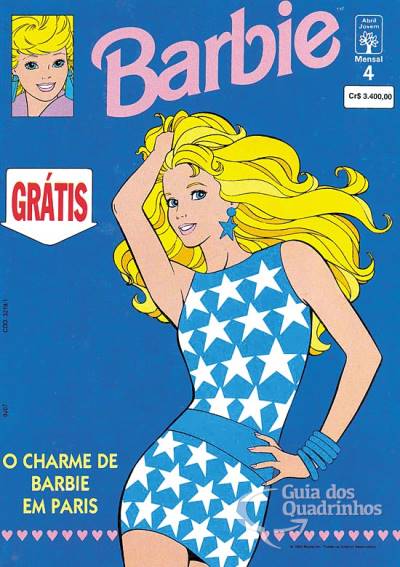 Barbie
Abril
Jovem
Mensal
4
Cr$ 3.400,00
GRÁTIS
O CHARME DE
BARBIE
EM PARIS
Guia dos
Quadrinhos